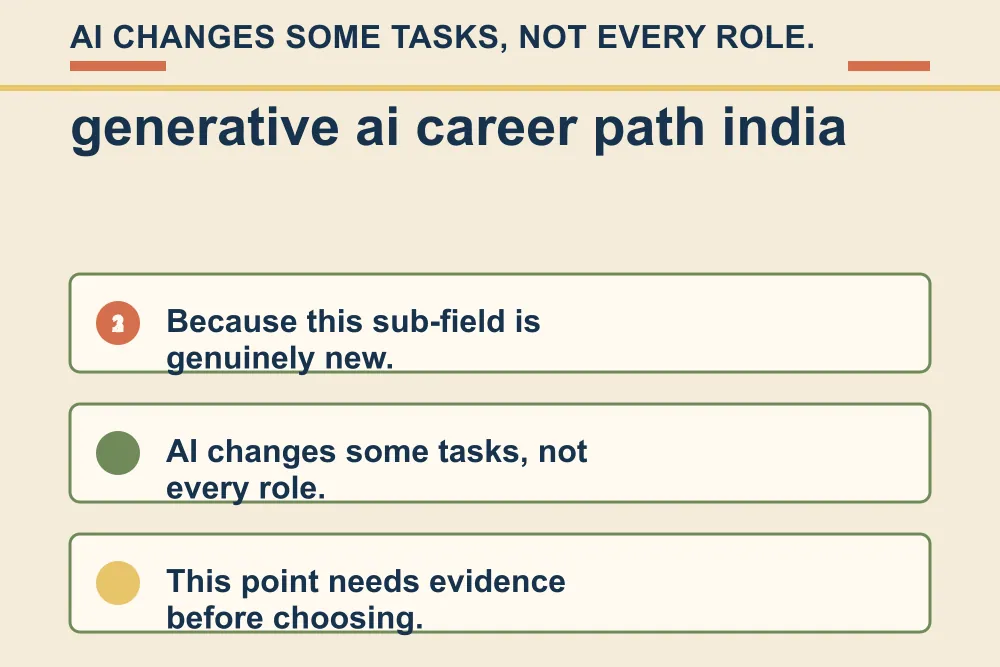 AI CHANGES SOME TASKS, NOT EVERY ROLE.
generative ai career path india
Because this sub-field is
genuinely new.
AI changes some tasks, not
every role.
This point needs evidence
before choosing.